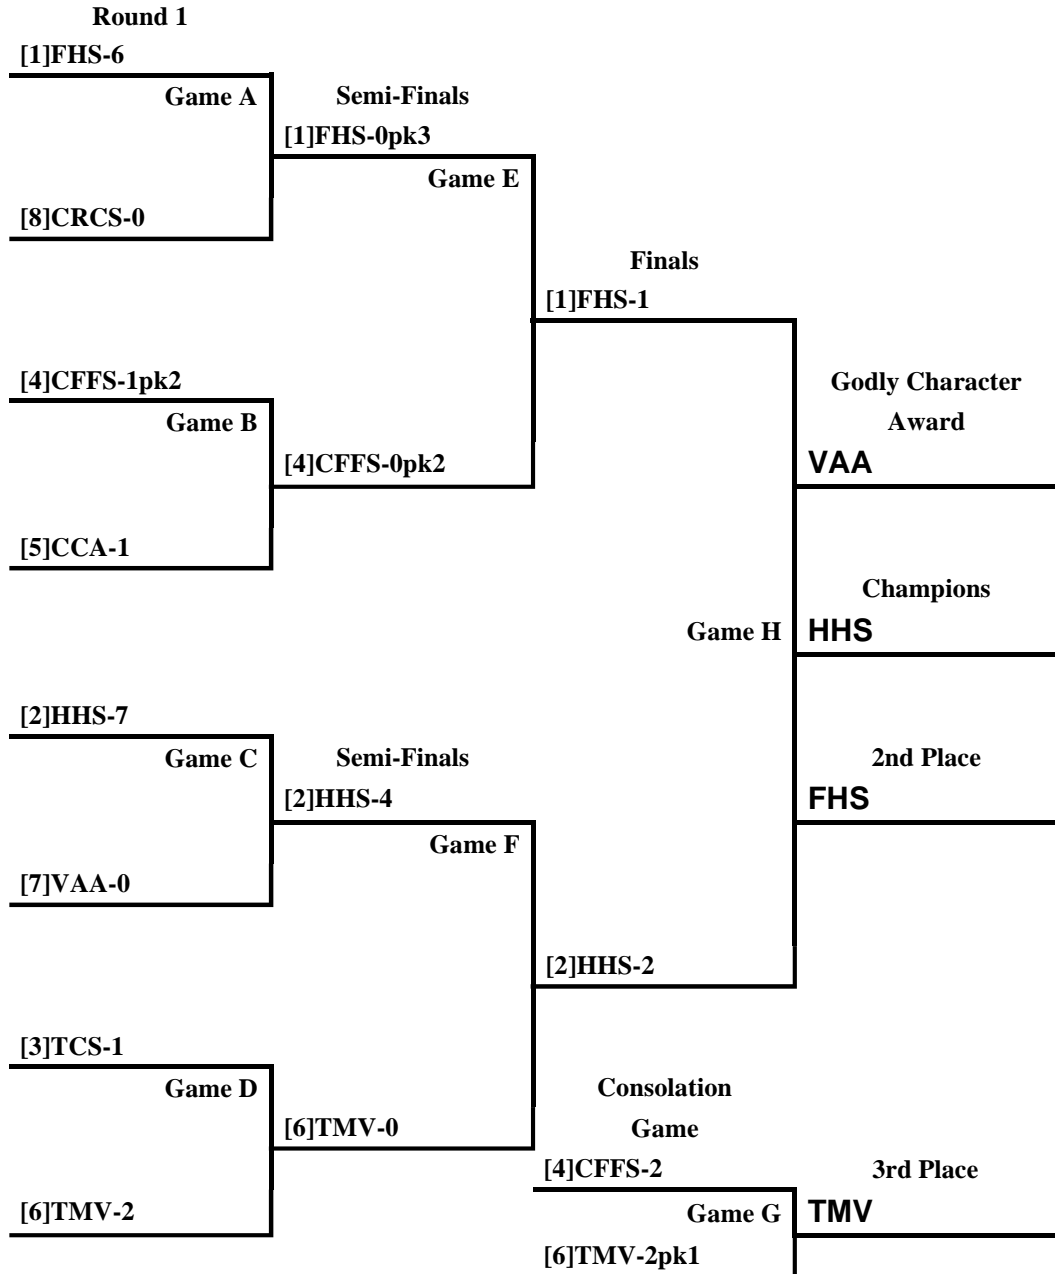 Round 1
[1]FHS-6
Game A
Semi-Finals
[1]FHS-0pk3
Game E
[8]CRCS-0
Finals
[1]FHS-1
[4]CFFS-1pk2
Game B
Godly Character
Award
VAA
[4]CFFS-0pk2
[5]CCA-1
Champions
Game H
HHS
[2]HHS-7
Game C
Semi-Finals
2nd Place
[2]HHS-4
FHS
Game F
[7]VAA-0
[2]HHS-2
[3]TCS-1
Game D
Consolation
Game
[6]TMV-0
[4]CFFS-2
3rd Place
[6]TMV-2
Game G
TMV
[6]TMV-2pk1